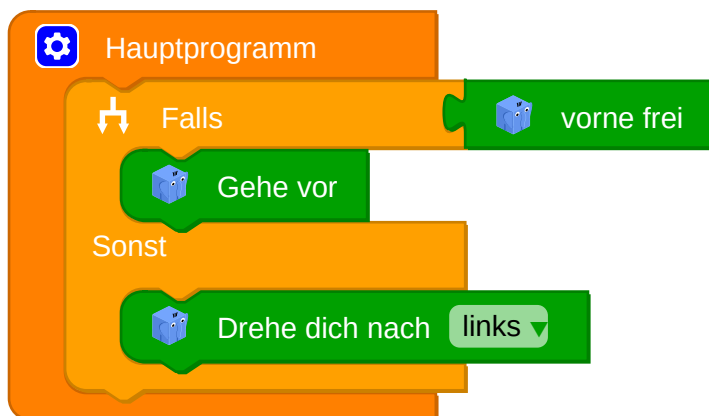 Hauptprogramm
Falls vorne frei
Gehe vor
Sonst
Drehe dich nach links